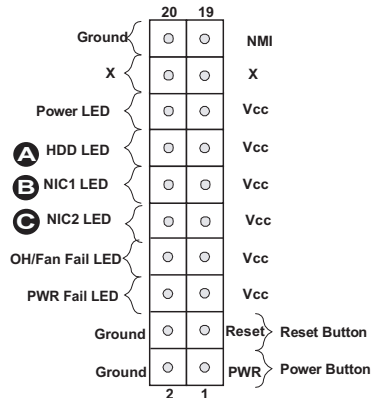 20 19
Ground NMI
X X
Power LED Vcc
A HDD LED Vcc
B NIC1 LED Vcc
C NIC2 LED Vcc
OH/Fan Fail LED Vcc
PWR Fail LED Vcc
Ground Reset Reset Button
Ground PWR Power Button
2 1